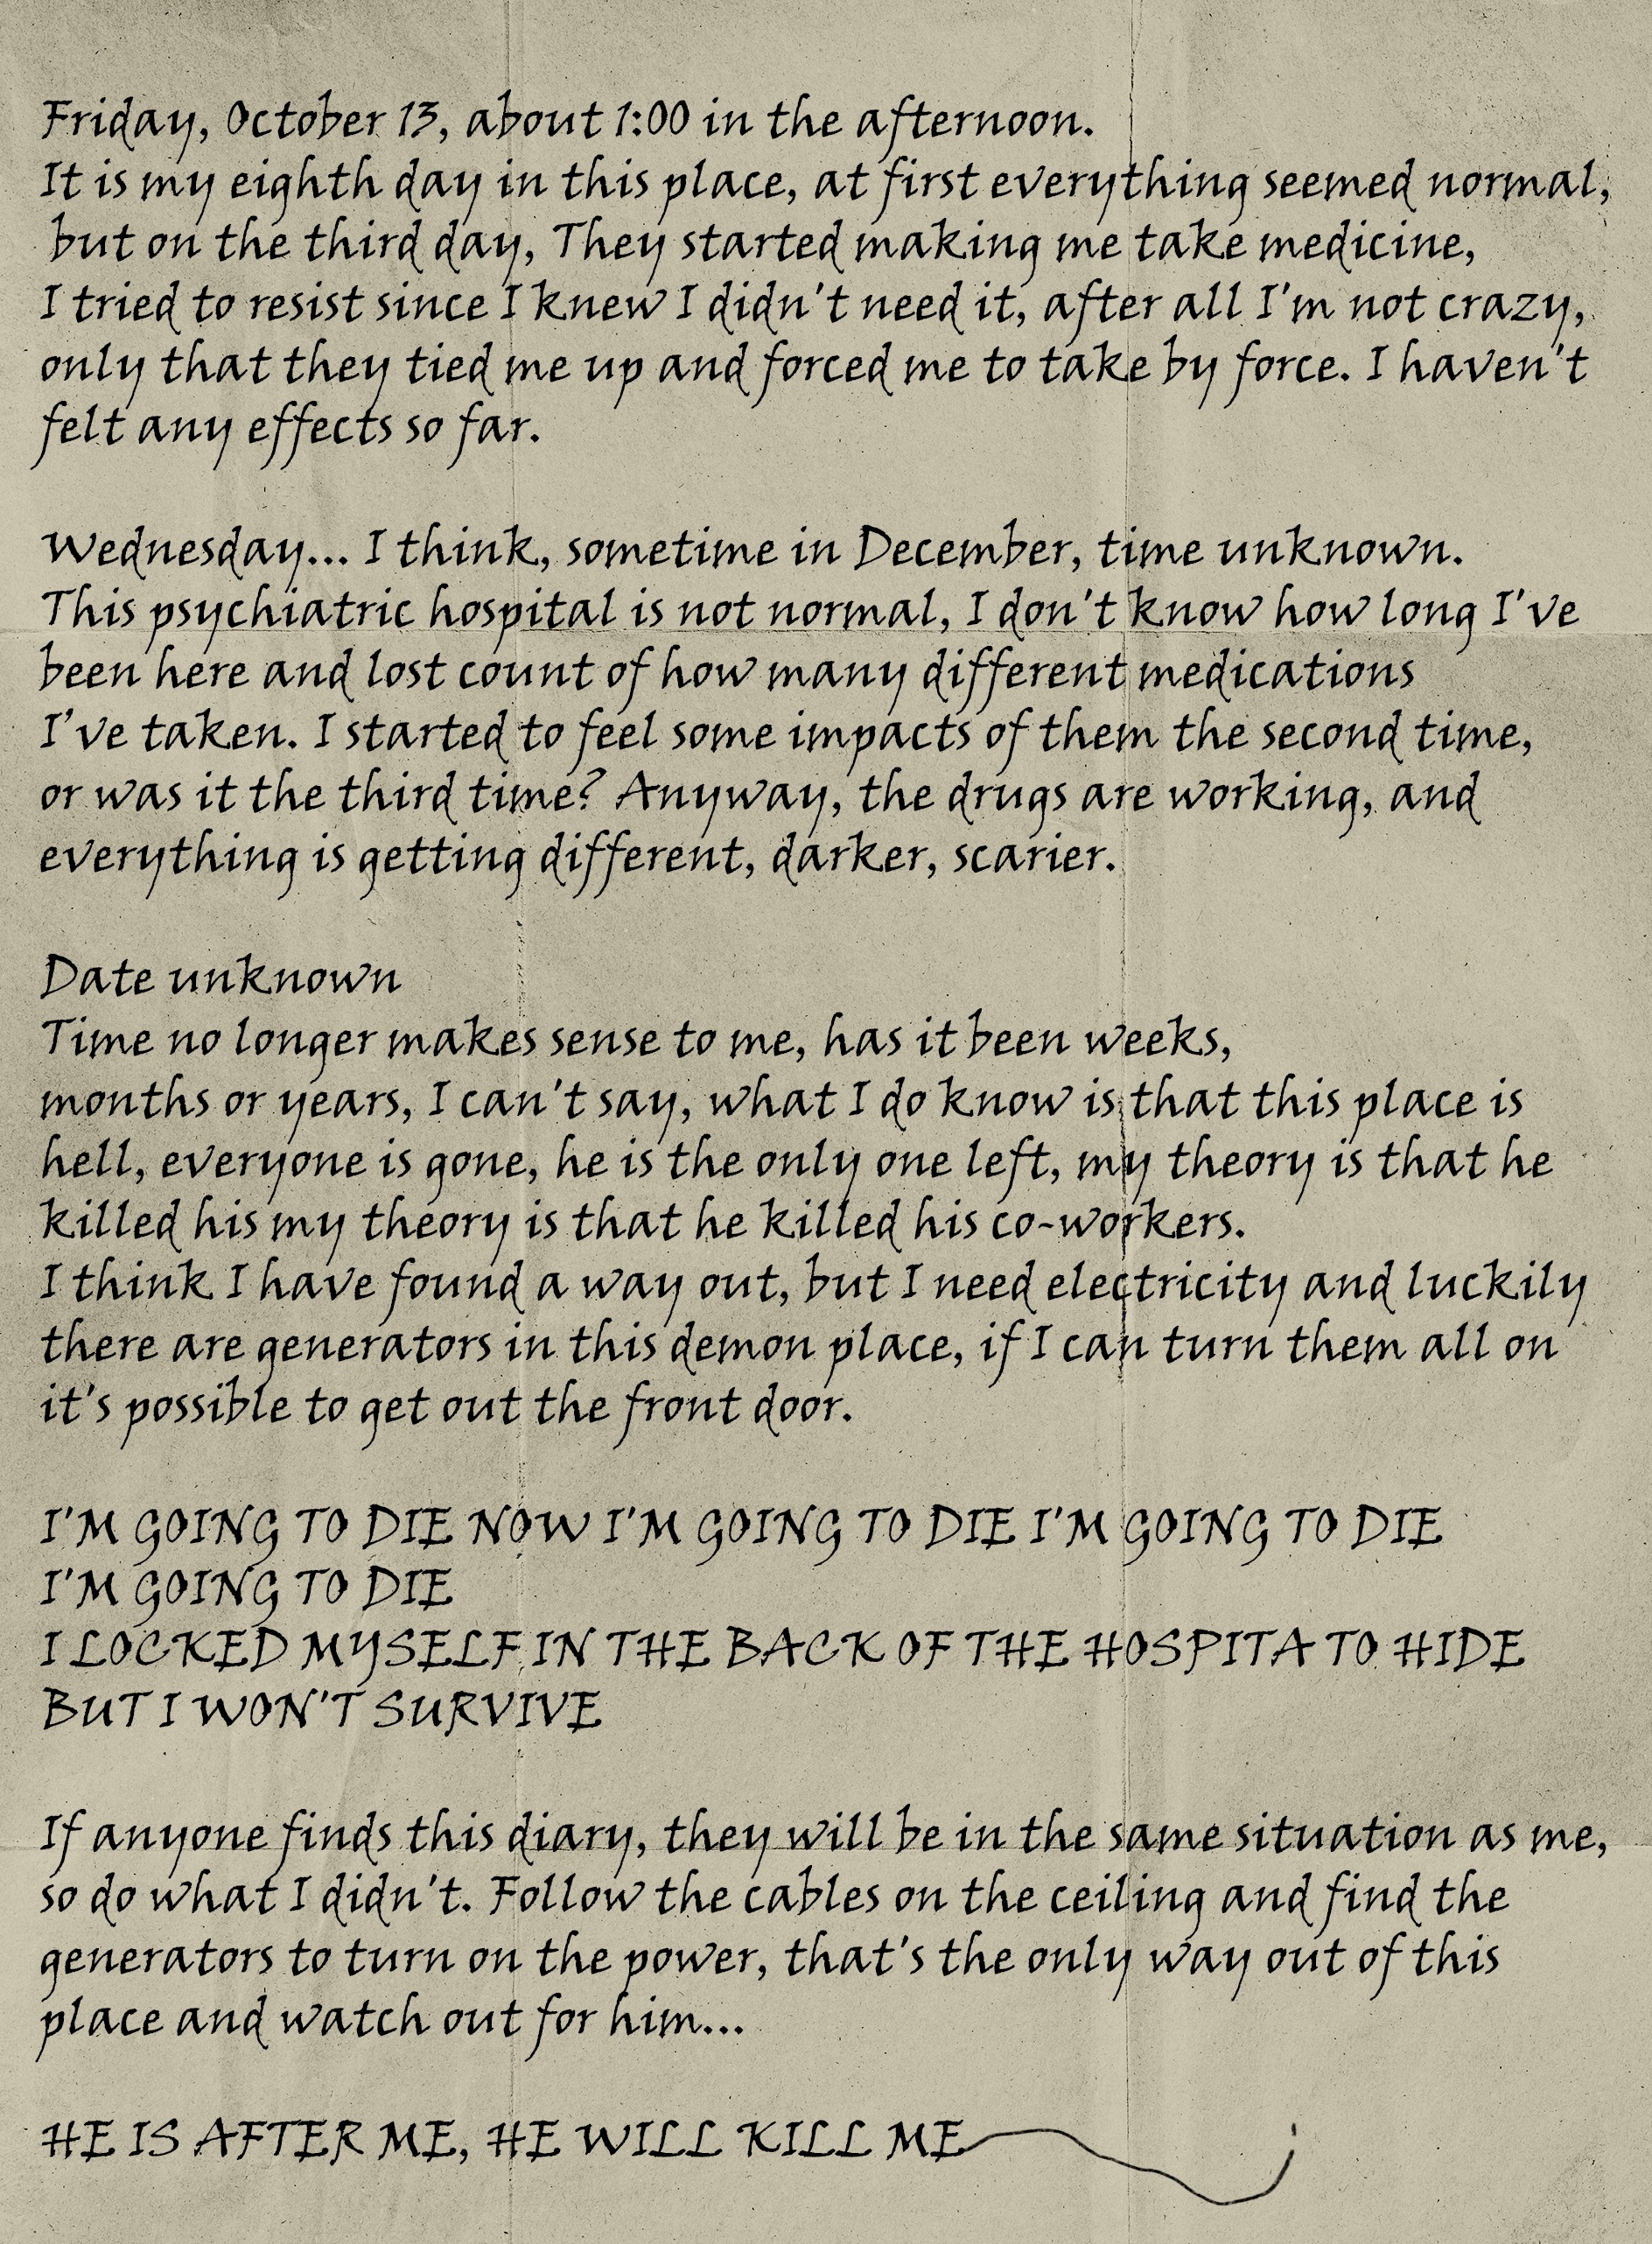 Friday, October 13, about 1:00 in the afternoon.
It is my eighth day in this place, at first everything seemed normal,
but on the third day, They started making me take medicine,
I tried to resist since I knew I didn't need it, after all I'm not crazy,
only that they tied me up and forced me to take by force. I haven't
felt any effects so far.
Wednesday... I think, sometime in December, time unknown.
This psychiatric hospital is not normal, I don't know how long I've
been here and lost count of how many different medications
I've taken. I started to feel some impacts of them the second time,
or was it the third time? Anyway, the drugs are working, and
everything is getting different, darker, scarier.
Date unknown
Time no longer makes sense to me, has it been weeks,
months or years, I can't say, what I do know is that this place is
hell, everyone is gone, he is the only one left, my theory is that he
killed his my theory is that he killed his co-workers.
I think I have found a way out, but I need electricity and luckily
there are generators in this demon place, if I can turn them all on
it's possible to get out the front door.
I'M GOING TO DIE NOW I'M GOING TO DIE I'M GOING TO DIE
I'M GOING TO DIE
I LOCKED MYSELF IN THE BACK OF THE HOSPITA TO HIDE
BUT I WON'T SURVIVE
If anyone finds this diary, they will be in the same situation as me,
so do what I didn't. Follow the cables on the ceiling and find the
generators to turn on the power, that's the only way out of this
place and watch out for him...
HE IS AFTER ME, HE WILL KILL ME